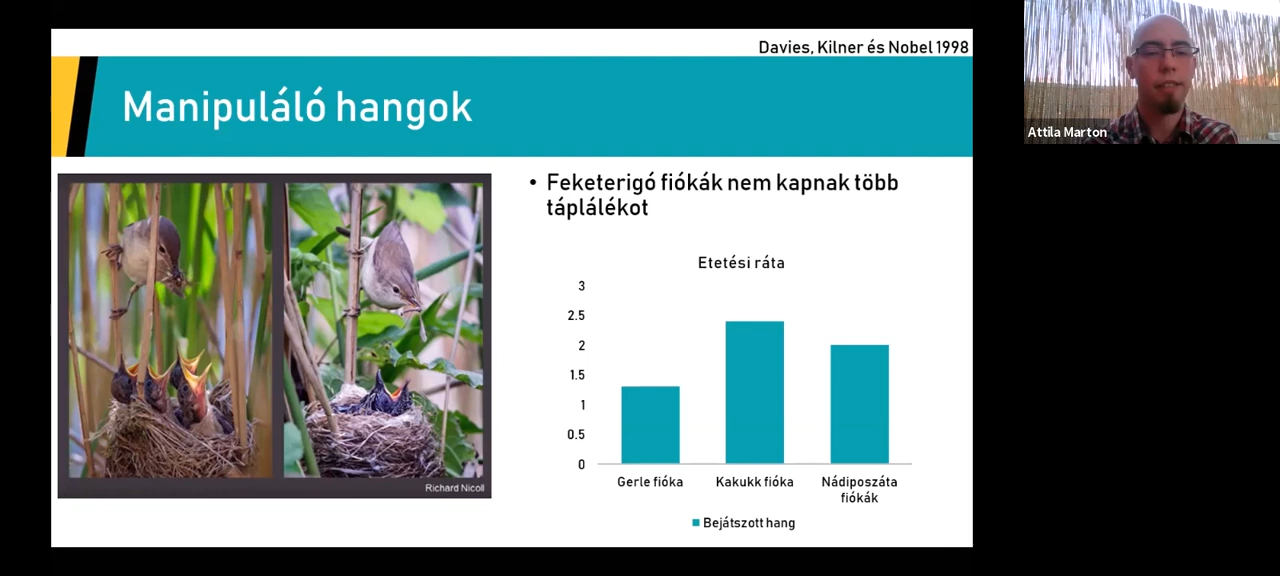 Davies, Kilner és Nobel 1998
Manipuláló hangok
Attila Marton
• Feketerigó fiókák nem kapnak több
táplálékot
Etetési ráta
3
2.5
2
1.5
1
0.5
0
Gerle fióka
Kakukk fióka
Nádiposzáta
fiókák
Bejátszott hang
Richard Nicoll